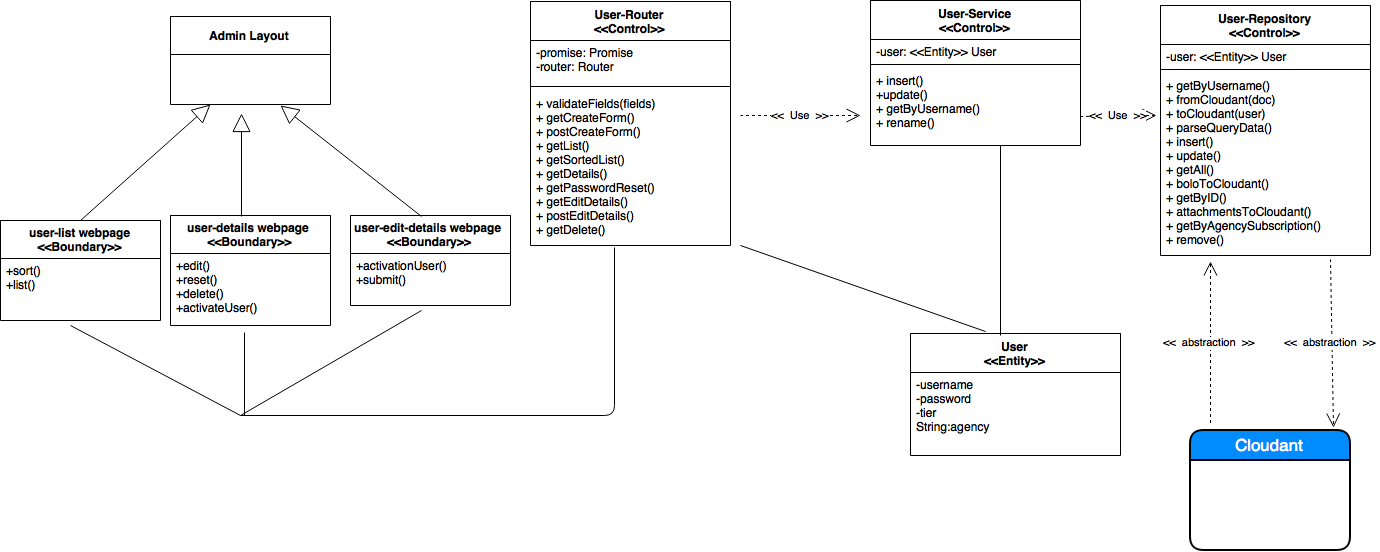 Admin Layout
user-list webpage
<<Boundary>>
+sort()
+list()
user-details webpage
<<Boundary>>
+edit()
+reset()
+delete()
+activateUser()
user-edit-details webpage
<<Boundary>>
+activationUser()
+submit()
User-Router
<<Control>>
-promise: Promise
-router: Router
+ validateFields(fields)
+ getCreateForm()
+ postCreateForm()
+ getList()
+ getSortedList()
+ getDetails()
+ getPasswordReset()
+ getEditDetails()
+ postEditDetails()
+ getDelete()
<< Use >>
User-Service
<<Control>>
-user: <<Entity>> User
+ insert()
+update()
+ getByUsername()
+ rename()
<< Use >>
User-Repository
<<Control>>
-user: <<Entity>> User
+ getByUsername()
+ fromCloudant(doc)
+ toCloudant(user)
+ parseQueryData()
+ insert()
+ update()
+ getAll()
+ boloToCloudant()
+ getByID()
+ attachmentsToCloudant()
+ getByAgencySubscription()
+ remove()
User
<<Entity>>
-username
-password
-tier
String:agency
<< abstraction >>
<< abstraction >>
Cloudant